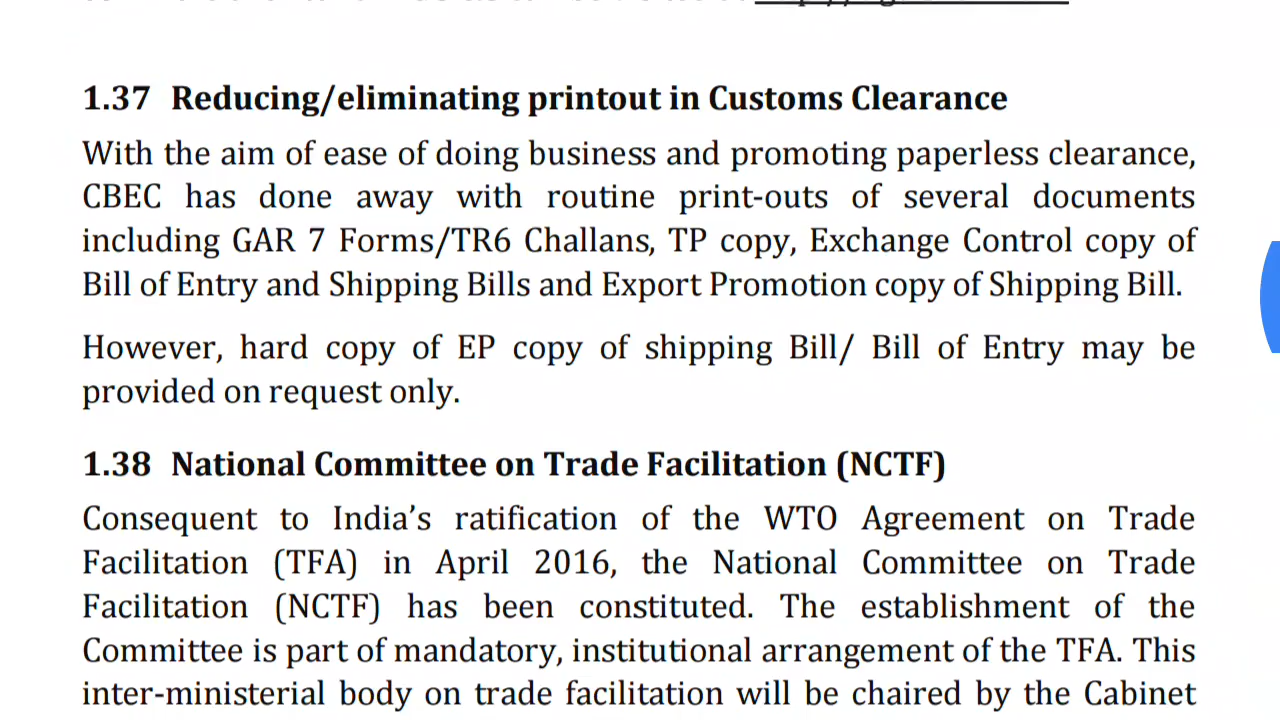 1.37 Reducing/eliminating printout in Customs Clearance
With the aim of ease of doing business and promoting paperless clearance,
CBEC has done away with routine print-outs of several documents
including GAR 7 Forms/TR6 Challans, TP copy, Exchange Control copy of
Bill of Entry and Shipping Bills and Export Promotion copy of Shipping Bill.
However, hard copy of EP copy of shipping Bill/ Bill of Entry may be
provided on request only.
1.38 National Committee on Trade Facilitation (NCTF)
Consequent to India’s ratification of the WTO Agreement on Trade
Facilitation (TFA) in April 2016, the National Committee on Trade
Facilitation (NCTF) has been constituted. The establishment of the
Committee is part of mandatory, institutional arrangement of the TFA. This
inter-ministerial body on trade facilitation will be chaired by the Cabinet